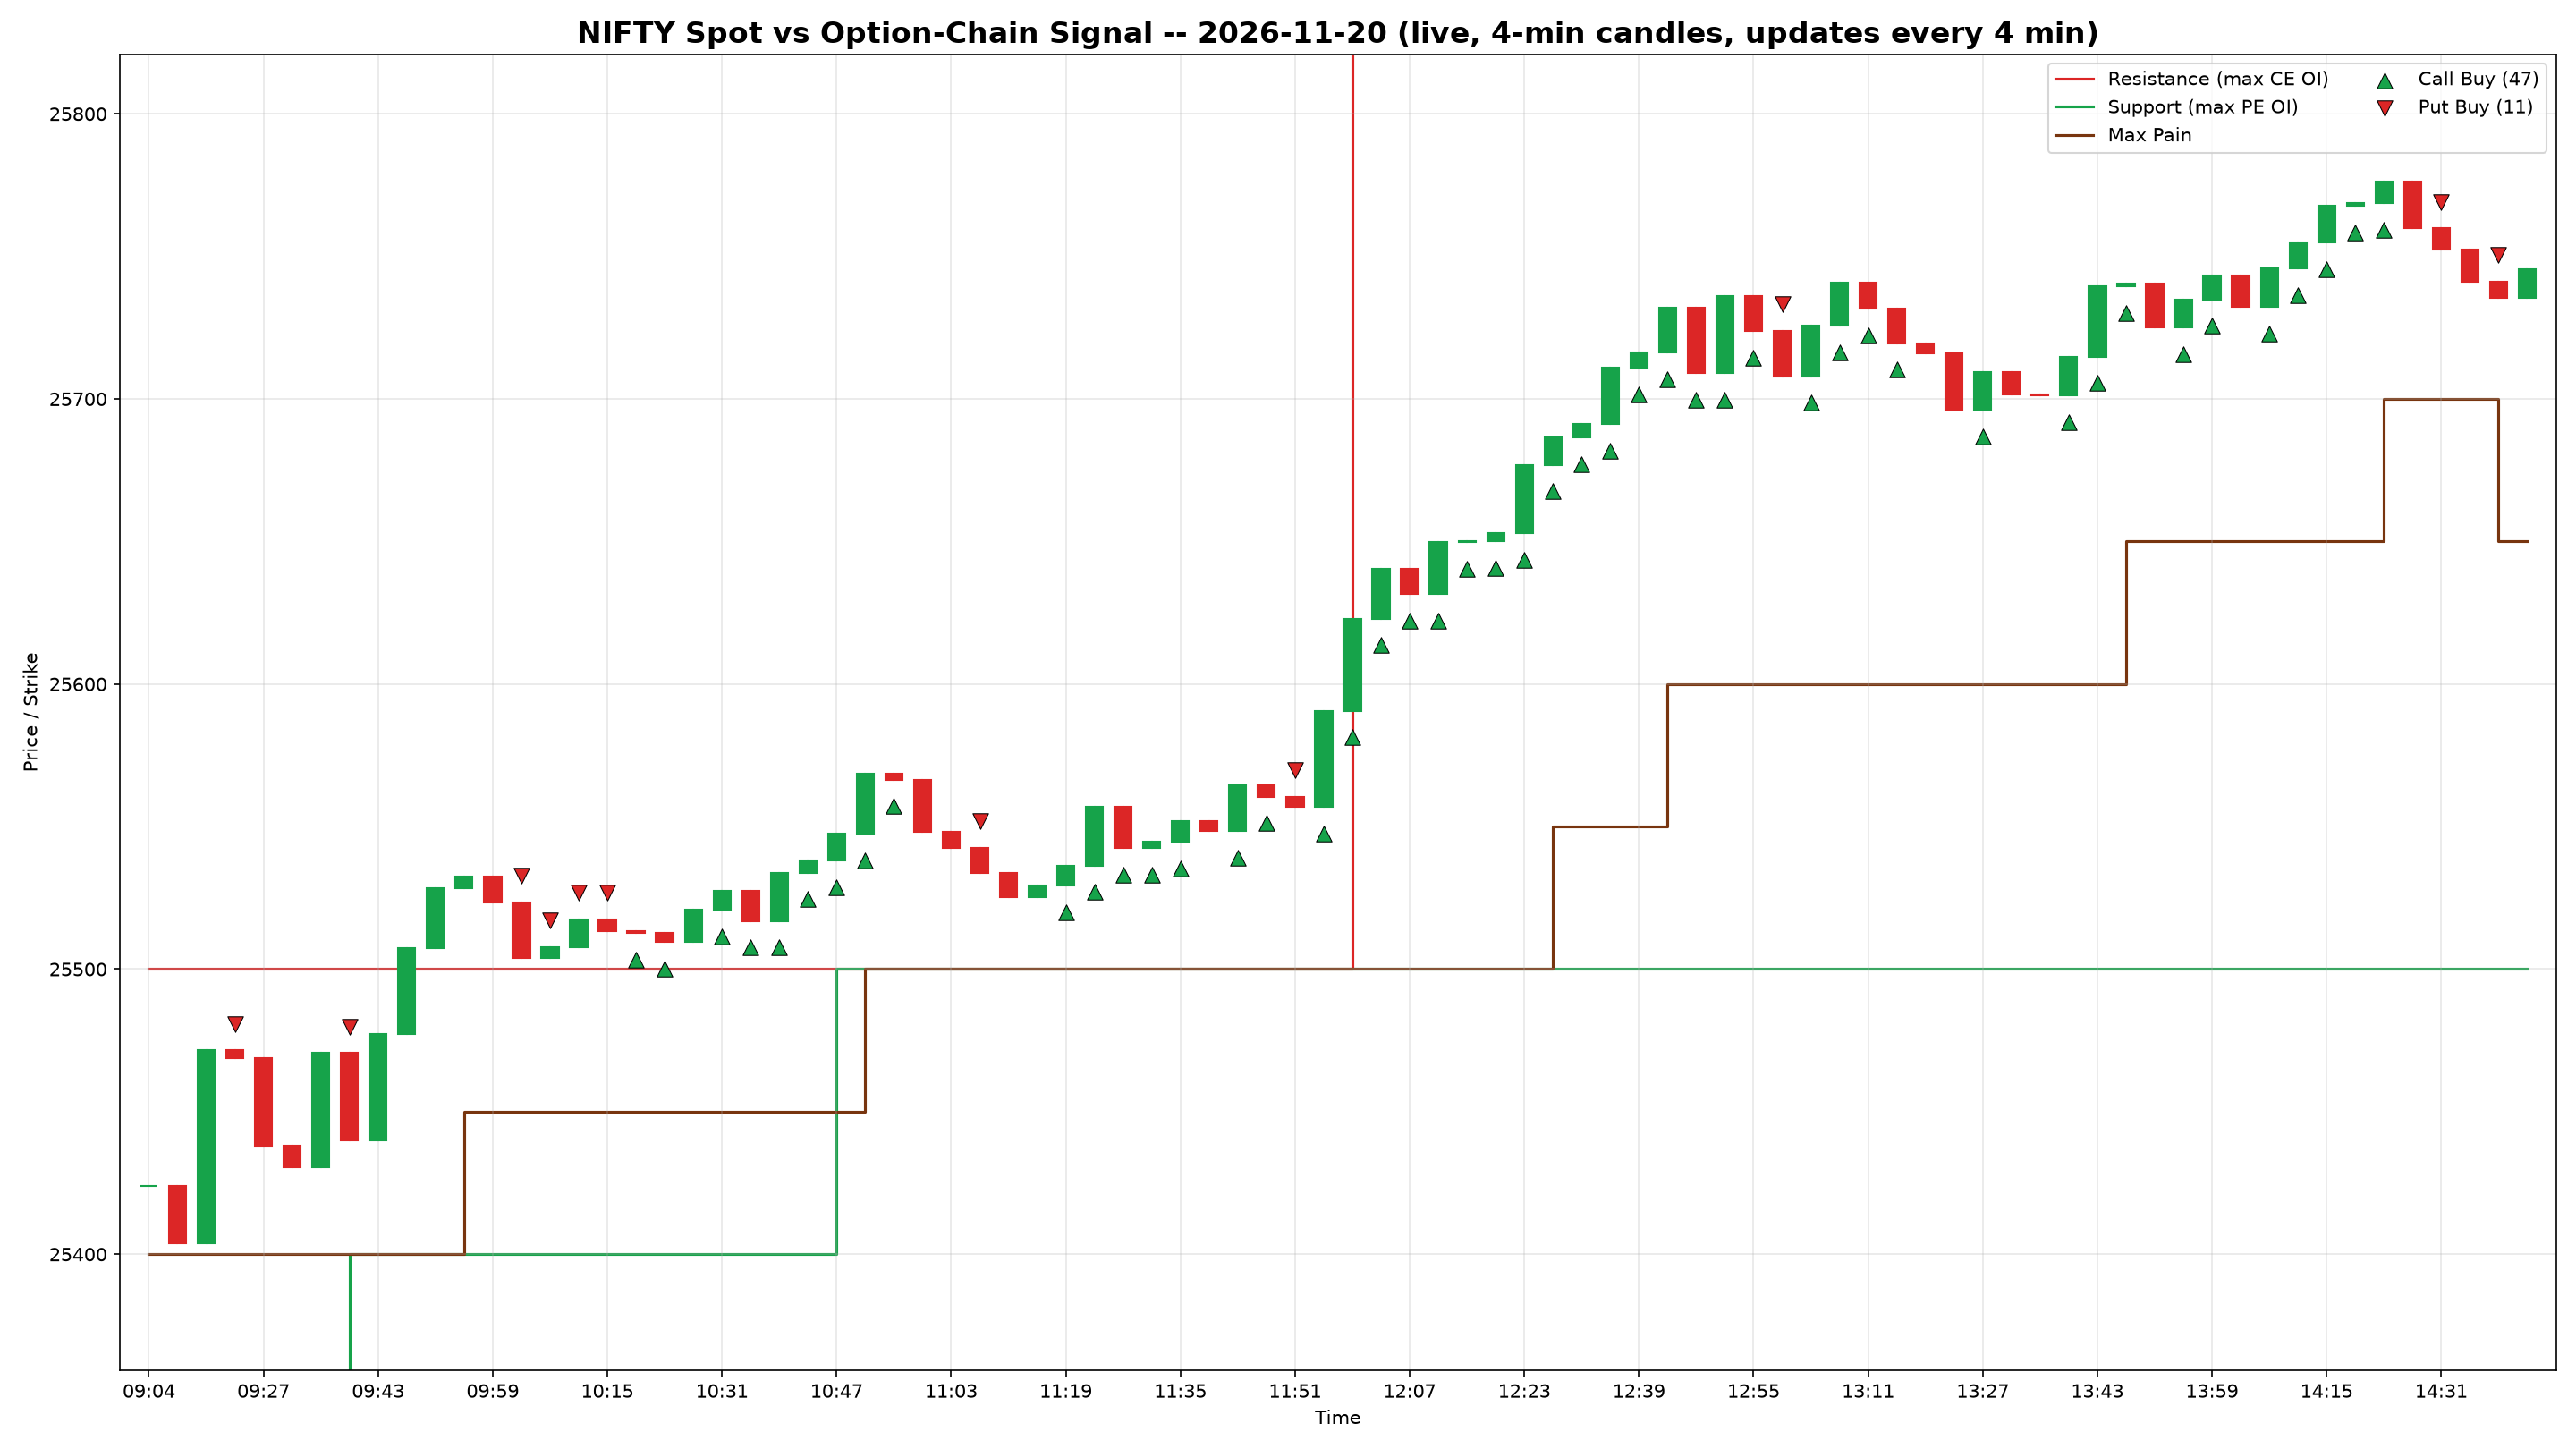 NIFTY Spot vs Option-Chain Signal -- 2026-11-20 (live, 4-min candles, updates every 4 min)
Resistance (max CE OI)
Support (max PE OI)
Max Pain
Call Buy (47)
Put Buy (11)
Price / Strike
25800
25700
25600
25500
25400
09:04 09:27 09:43 09:59 10:15 10:31 10:47 11:03 11:19 11:35 11:51 12:07 12:23 12:39 12:55 13:11 13:27 13:43 13:59 14:15 14:31
Time